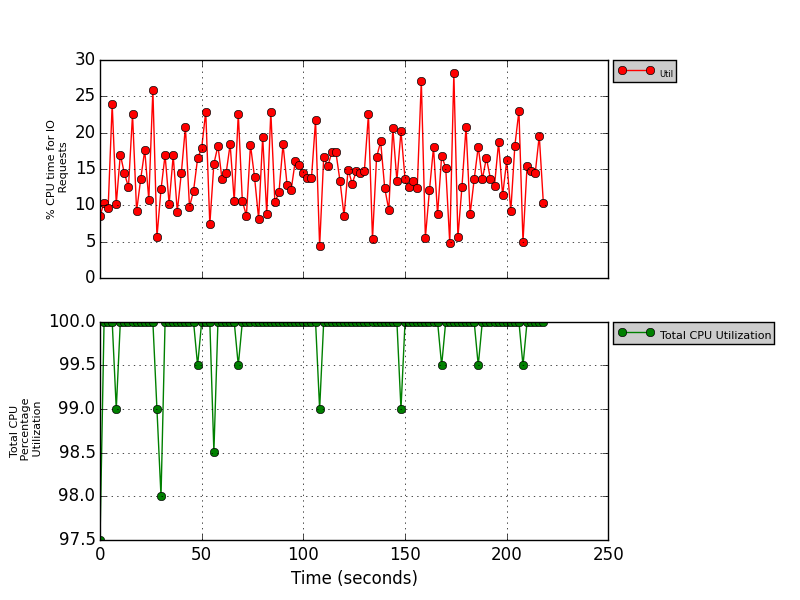 30
25
20
15
10
5
0
% CPU time for IO
Requests
Util
100.0
99.5
99.0
98.5
98.0
97.5
Total CPU
Percentage
Utilization
Total CPU Utilization
0 50 100 150 200 250
Time (seconds)